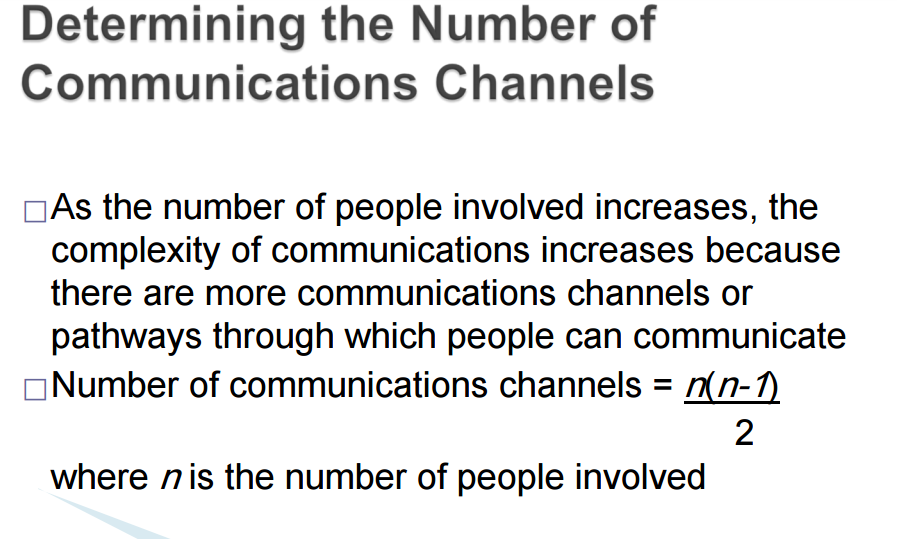 Determining the Number of
Communications Channels
□As the number of people involved increases, the
complexity of communications increases because
there are more communications channels or
pathways through which people can communicate
□Number of communications channels = n(n-1)
2
where n is the number of people involved